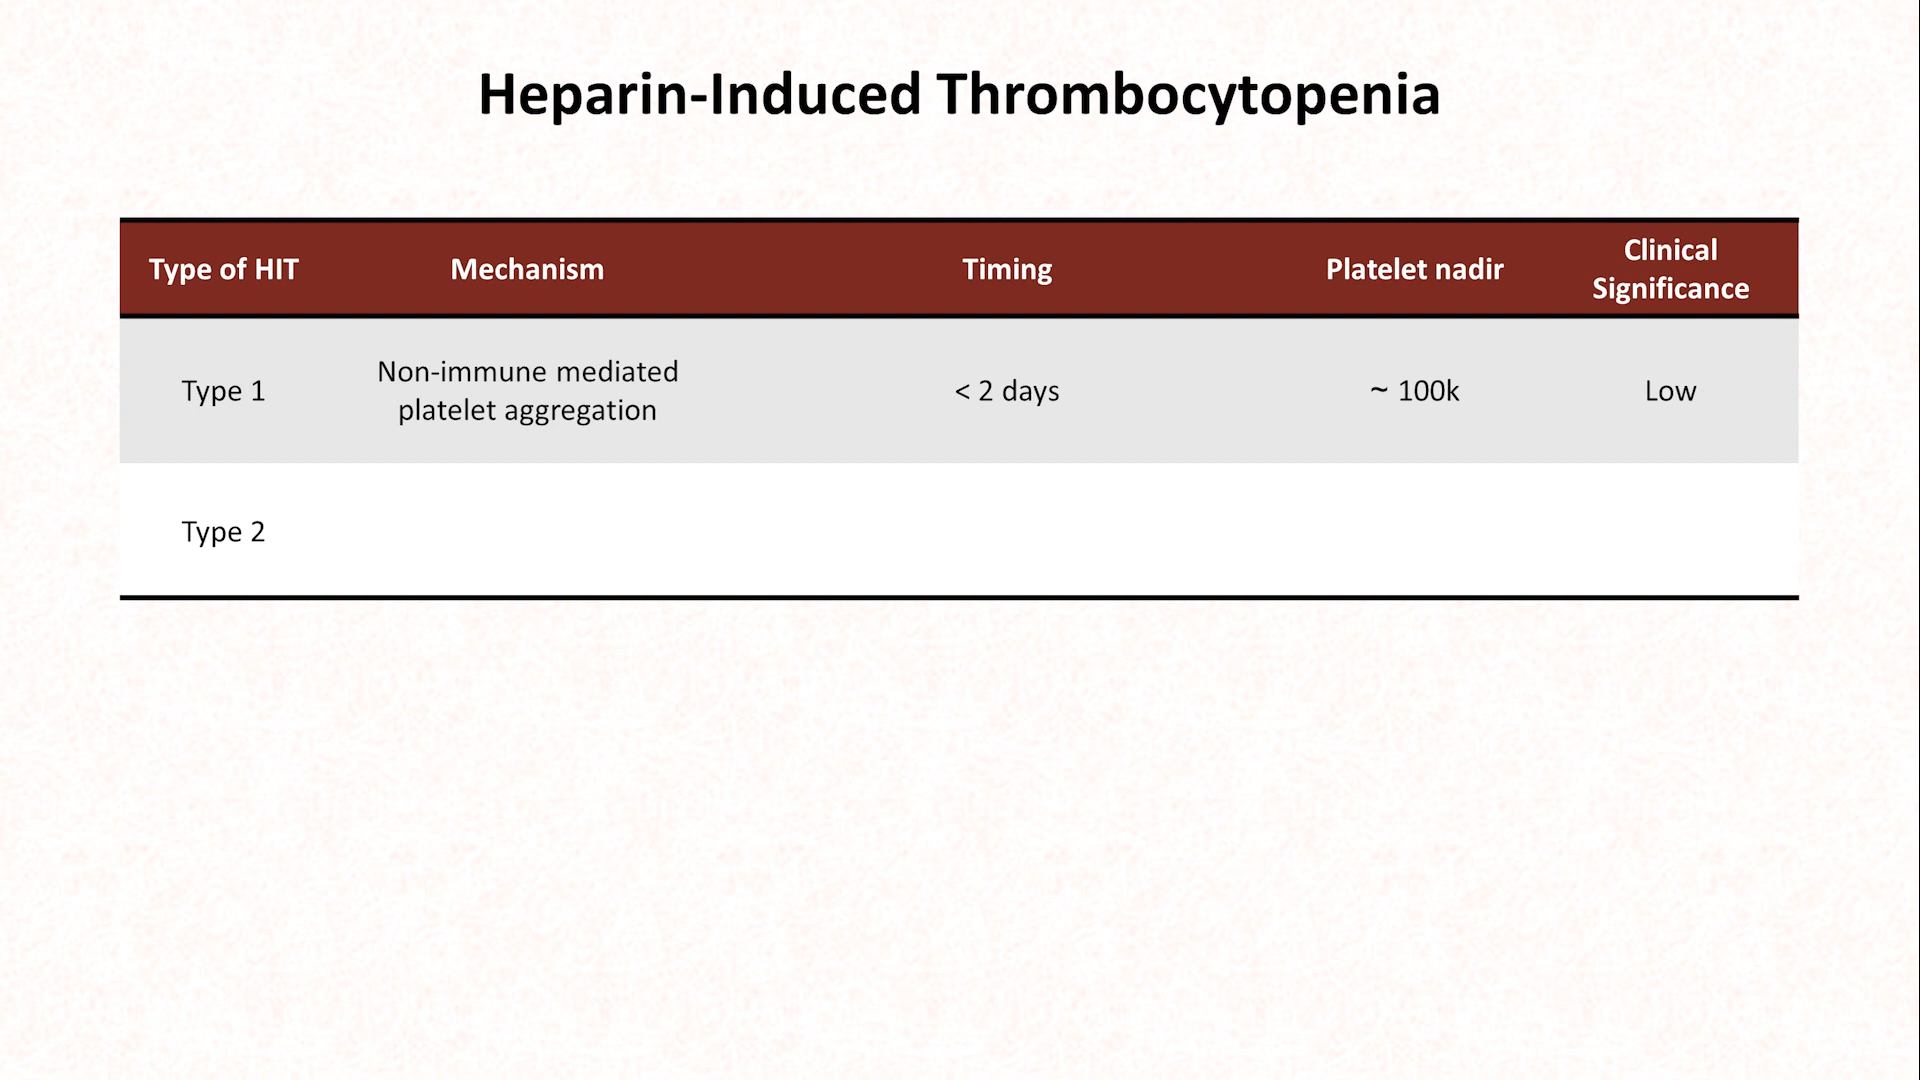 Heparin-Induced Thrombocytopenia
Type of HIT
Mechanism
Timing
Platelet nadir
Clinical
Significance
Type 1
Non-immune mediated
platelet aggregation
< 2 days
~ 100k
Low
Type 2